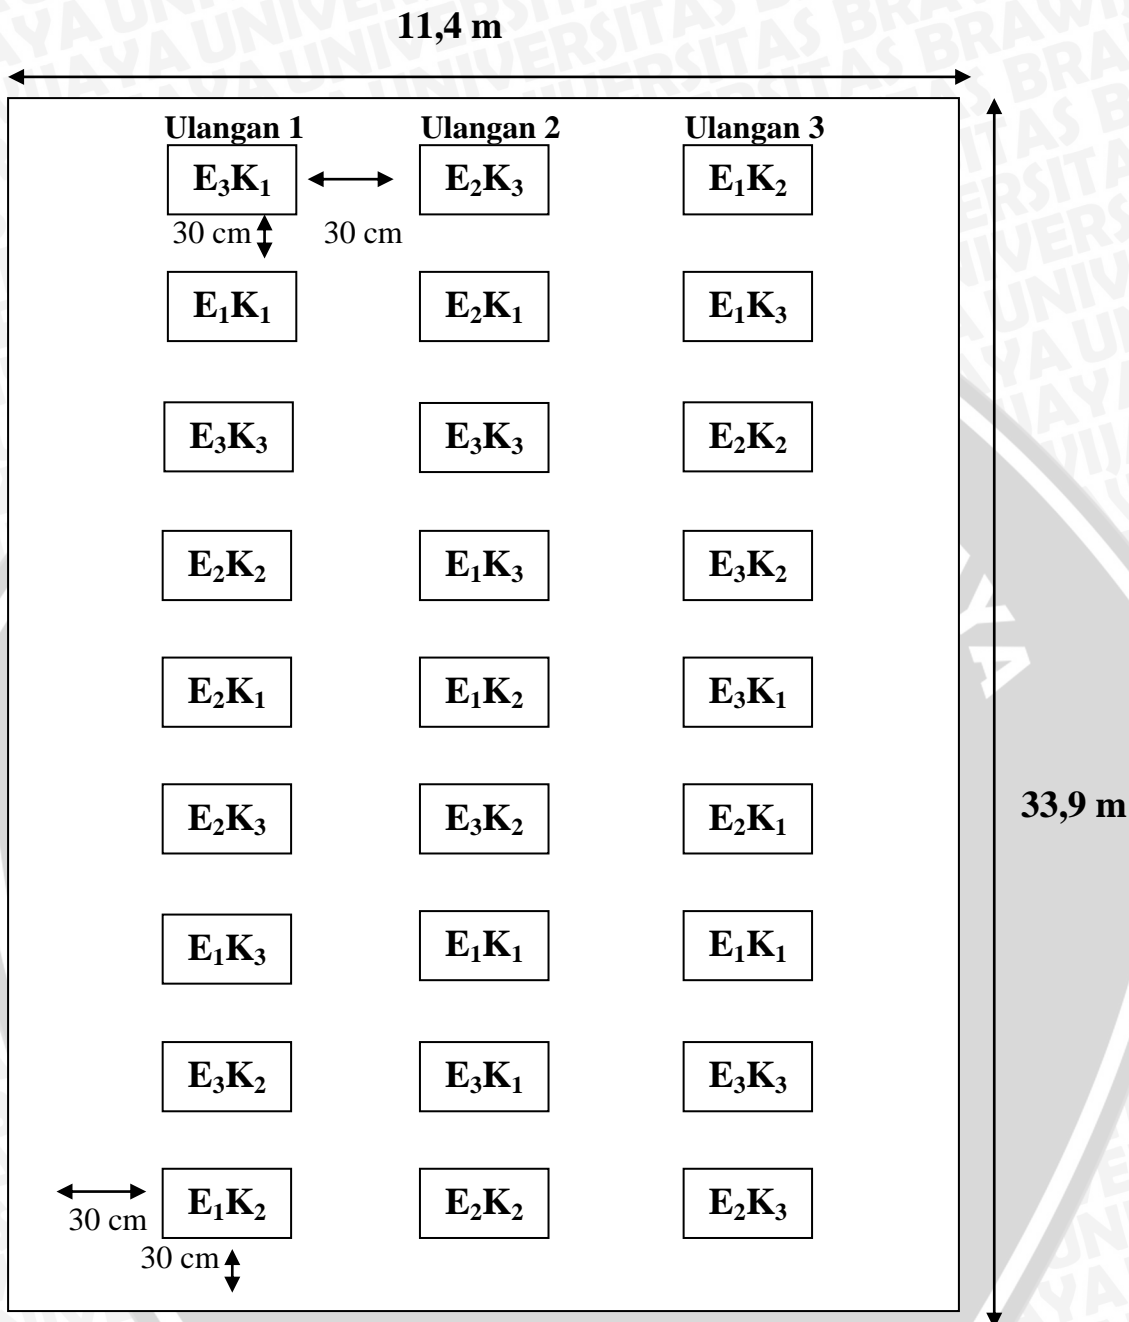 11,4 m
Ulangan 1 Ulangan 2 Ulangan 3
E₃K₁ E₂K₃ E₁K₂
30 cm 30 cm
E₁K₁ E₂K₁ E₁K₃
E₃K₃ E₃K₃ E₂K₂
E₂K₂ E₁K₃ E₃K₂
E₂K₁ E₁K₂ E₃K₁
E₂K₃ E₃K₂ E₂K₁
33,9 m
E₁K₃ E₁K₁ E₁K₁
E₃K₂ E₃K₁ E₃K₃
E₁K₂ E₂K₂ E₂K₃
30 cm
30 cm